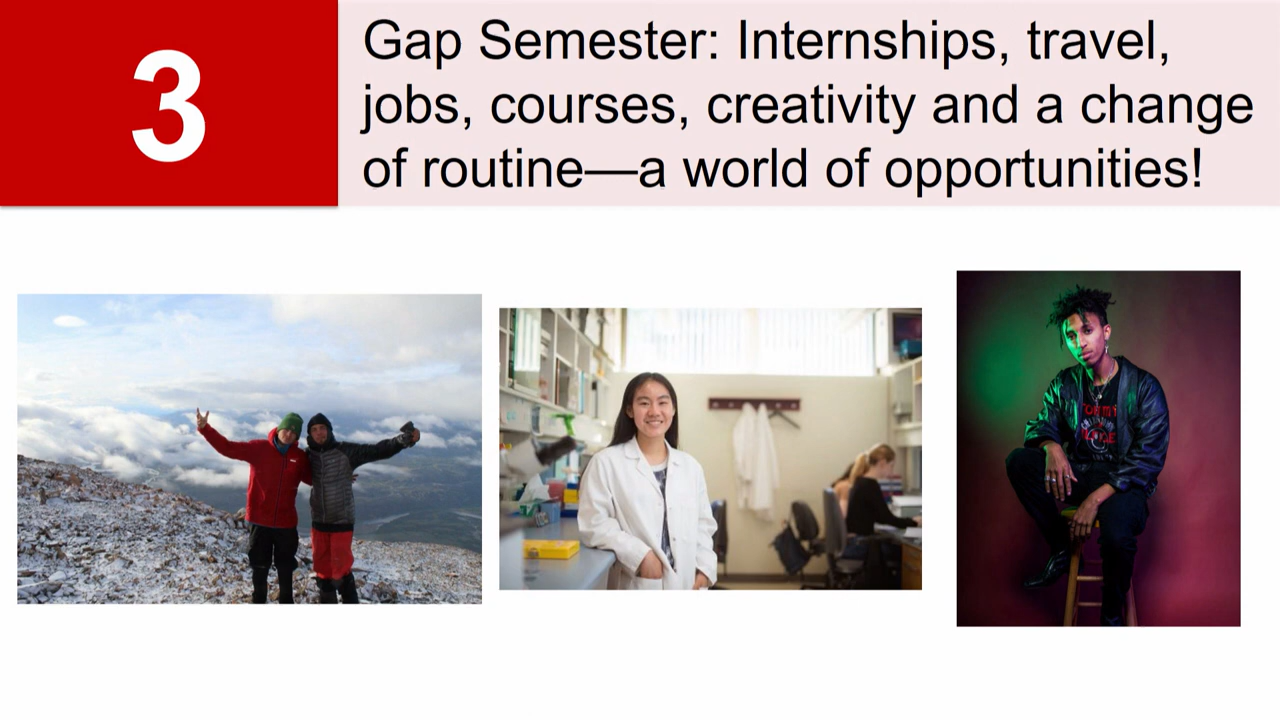 3
Gap Semester: Internships, travel,
jobs, courses, creativity and a change
of routine—a world of opportunities!